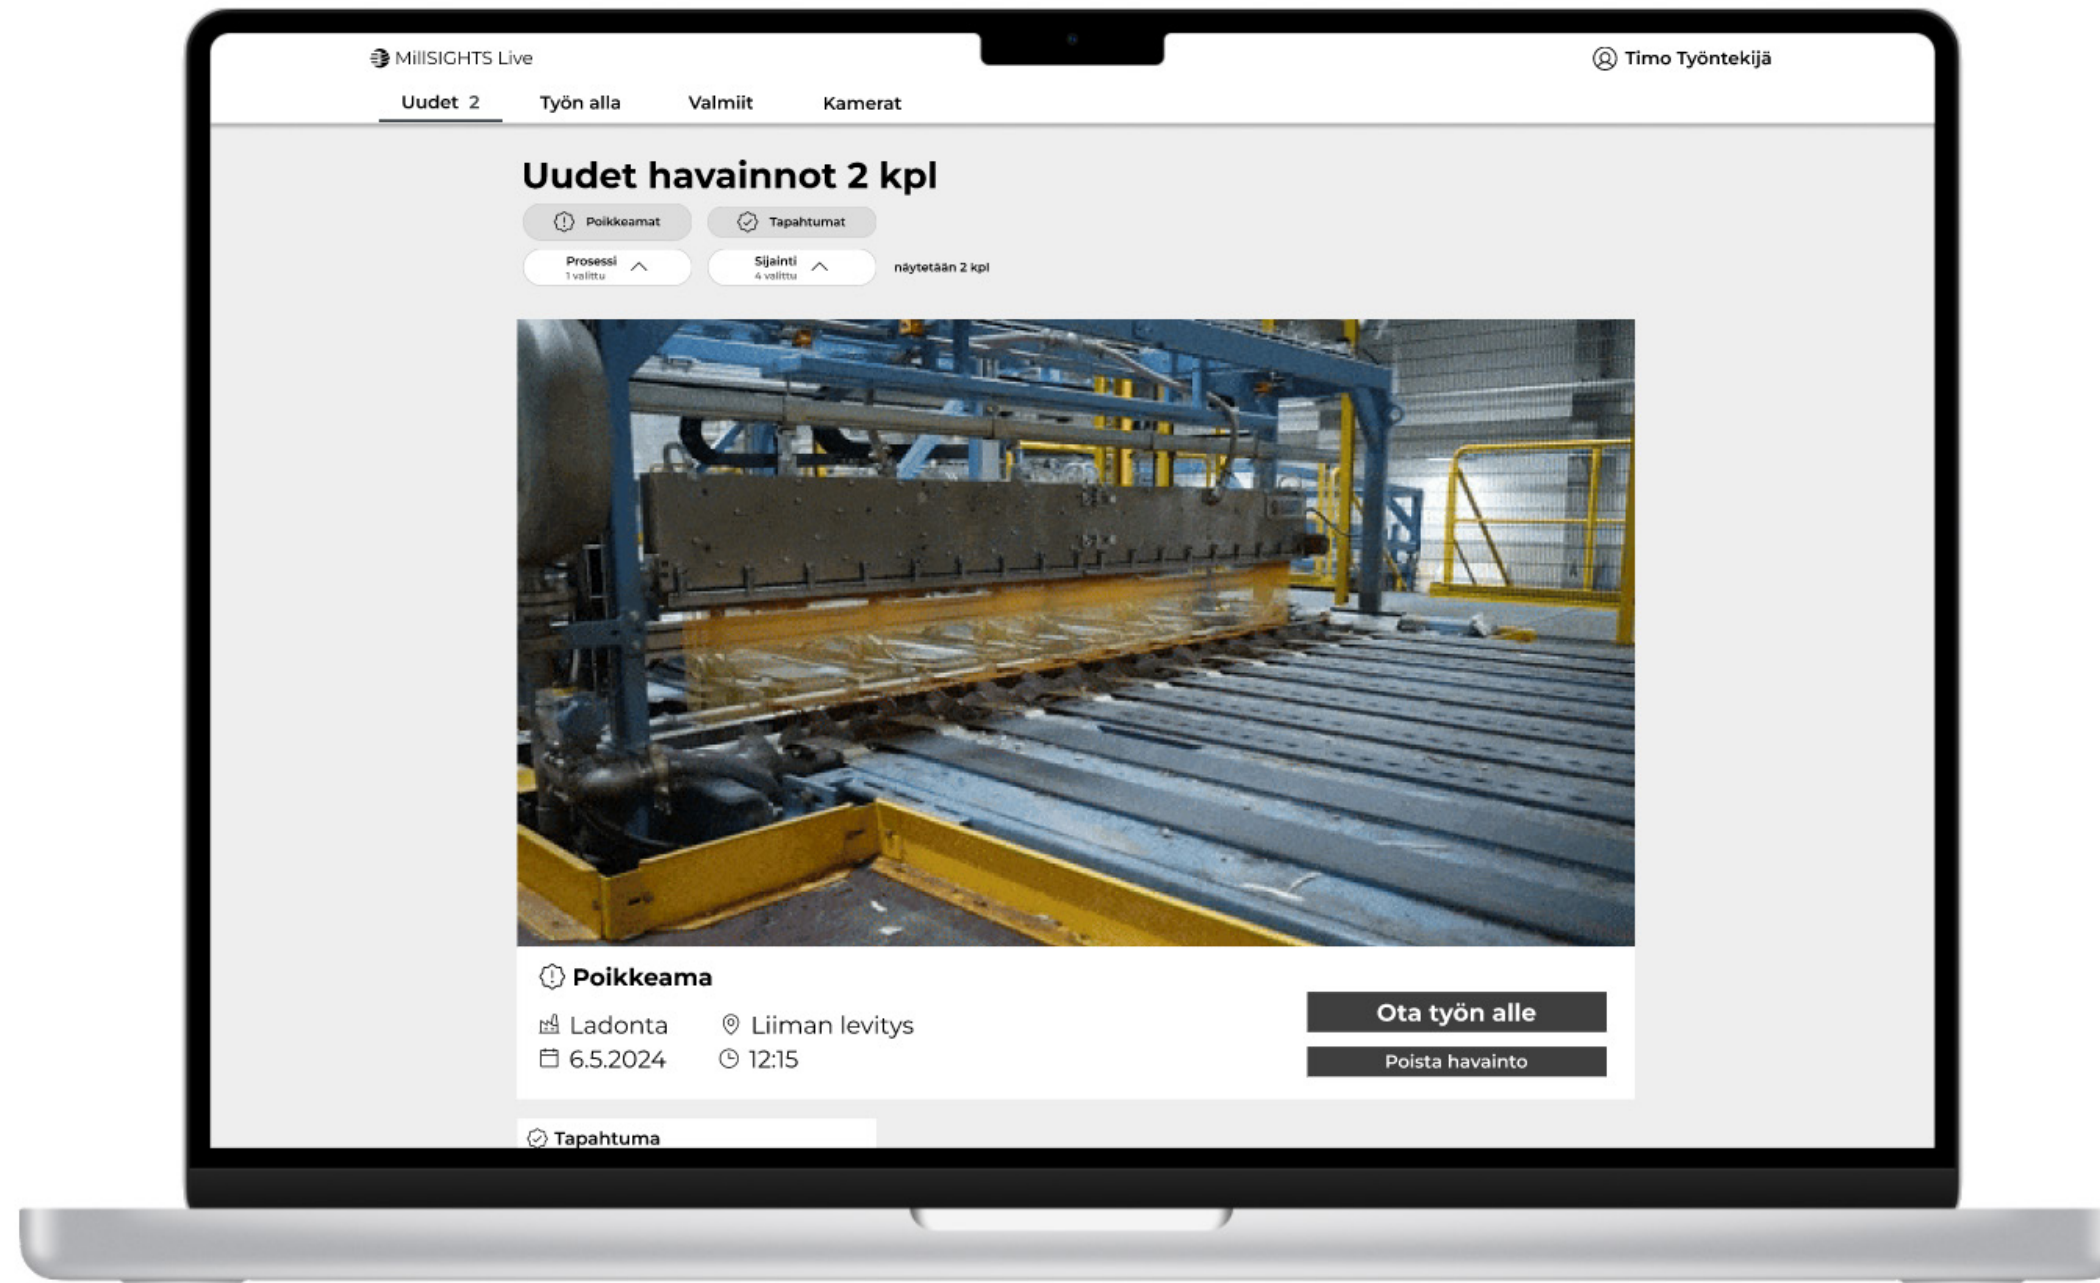 MillSIGHTS Live
Timo Työntekijä
Uudet 2 Työn alla Valmiit Kamerat
Uudet havainnot 2 kpl
Poikkeamat Tapahtumat
Prosessi
1 valittu
Sijainti
4 valittu
näytetään 2 kpl
Poikkeama
Ladonta Liiman levitys
6.5.2024 12:15
Ota työn alle
Poista havainto
Tapahtuma